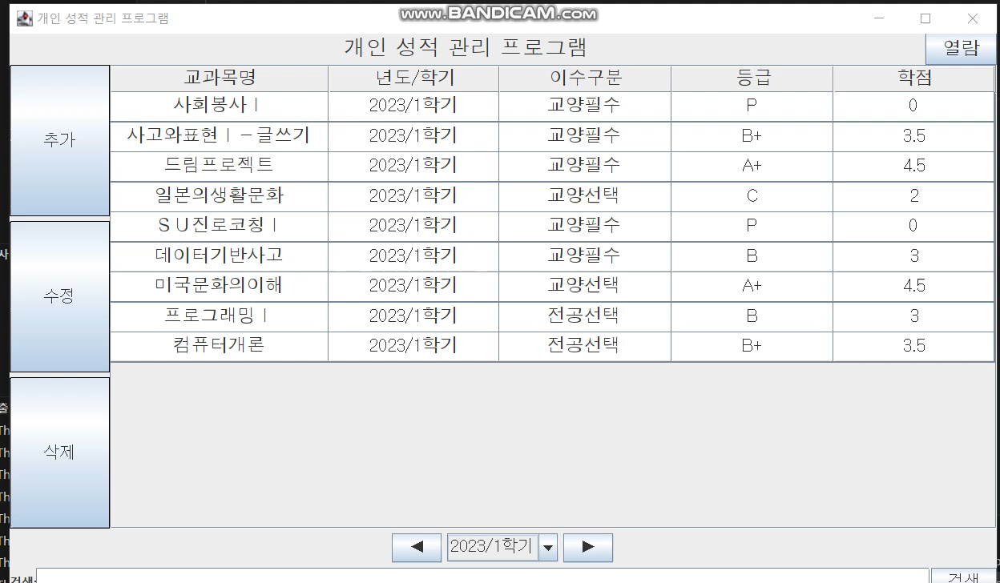 개인 성적 관리 프로그램
www.BANDICAM.com
개인 성적 관리 프로그램
열람
추가
수정
삭제
교과목명 년도/학기 이수구분 등급 학점
사회봉사Ⅰ 2023/1학기 교양필수 P 0
사고와표현Ⅰ－글쓰기 2023/1학기 교양필수 B+ 3.5
드림프로젝트 2023/1학기 교양필수 A+ 4.5
일본의생활문화 2023/1학기 교양선택 C 2
ＳＵ진로코칭Ⅰ 2023/1학기 교양필수 P 0
데이터기반사고 2023/1학기 교양필수 B 3
미국문화의이해 2023/1학기 교양선택 A+ 4.5
프로그래밍Ⅰ 2023/1학기 전공선택 B 3
컴퓨터개론 2023/1학기 전공선택 B+ 3.5
◀ 2023/1학기 ▶
검색: 검색